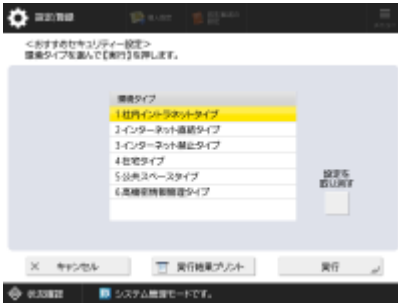 設定/登録
<おすすめセキュリティー設定>
環境タイプを選んで【実行】を押します。
環境タイプ
1.社内イントラネットタイプ
2.インターネット直結タイプ
3.インターネット禁止タイプ
4.在宅タイプ
5.公共スペースタイプ
6.高機密情報管理タイプ
設定を
取り消す
キャンセル
実行結果プリント
実行
状況確認
システム管理モードです。